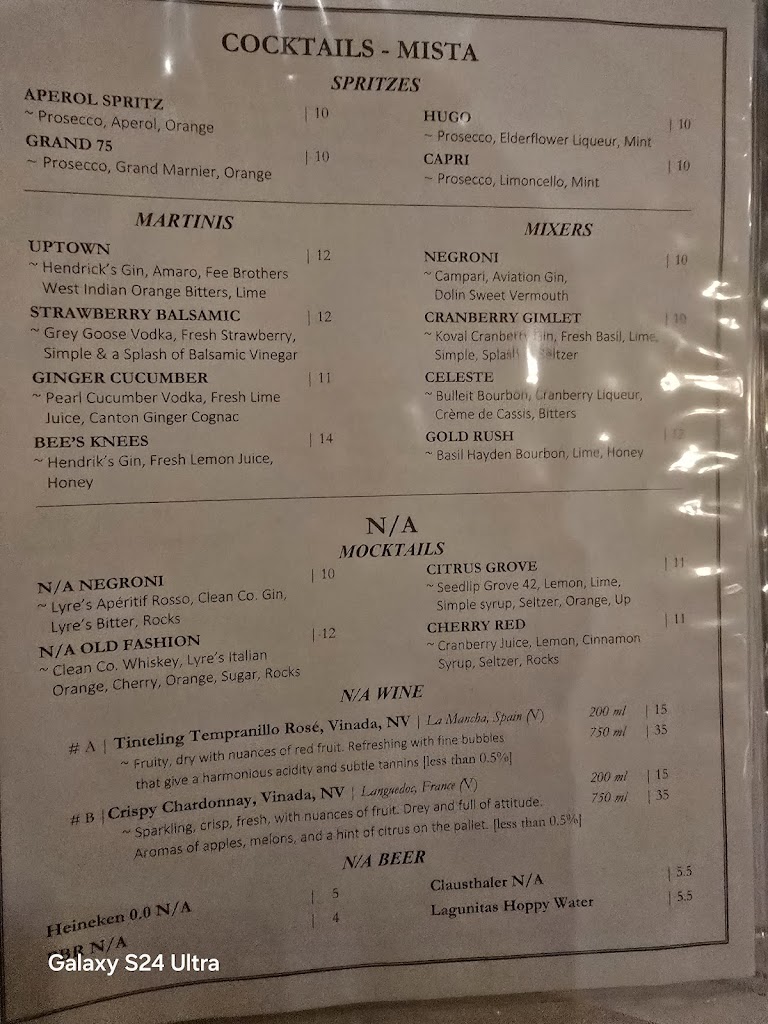 COCKTAILS - MISTA
SPRITZES
APEROL SPRITZ | 10
~ Prosecco, Aperol, Orange
GRAND 75 | 10
~ Prosecco, Grand Marnier, Orange
HUGO | 10
~ Prosecco, Elderflower Liqueur, Mint
CAPRI | 10
~ Prosecco, Limoncello, Mint
MARTINIS
UPTOWN | 12
~ Hendrick's Gin, Amaro, Fee Brothers
West Indian Orange Bitters, Lime
STRAWBERRY BALSAMIC | 12
~ Grey Goose Vodka, Fresh Strawberry,
Simple & a Splash of Balsamic Vinegar
GINGER CUCUMBER | 11
~ Pearl Cucumber Vodka, Fresh Lime
Juice, Canton Ginger Cognac
BEE'S KNEES | 14
~ Hendrik's Gin, Fresh Lemon Juice,
Honey
MIXERS
NEGRONI | 10
~ Campari, Aviation Gin,
Dolin Sweet Vermouth
CRANBERRY GIMLET | 10
~ Koval Cranberry Gin, Fresh Basil, Lime,
Simple, Splash Seltzer
CELESTE
~ Bulleit Bourbon, Cranberry Liqueur,
Crème de Cassis, Bitters
GOLD RUSH
~ Basil Hayden Bourbon, Lime, Honey
N/A
MOCKTAILS
N/A NEGRONI | 10
~ Lyre's Apéritif Rosso, Clean Co. Gin,
Lyre's Bitter, Rocks
N/A OLD FASHION | 12
~ Clean Co. Whiskey, Lyre's Italian
Orange, Cherry, Orange, Sugar, Rocks
CITRUS GROVE | 11
~ Seedlip Grove 42, Lemon, Lime,
Simple syrup, Seltzer, Orange, Up
CHERRY RED | 11
~ Cranberry Juice, Lemon, Cinnamon
Syrup, Seltzer, Rocks
N/A WINE
# A | Tinteling Tempranillo Rosé, Vinada, NV | La Mancha, Spain (V) 200 ml | 15
750 ml | 35
~ Fruity, dry with nuances of red fruit. Refreshing with fine bubbles
that give a harmonious acidity and subtle tannins [less than 0.5%]
# B | Crispy Chardonnay, Vinada, NV | Languedoc, France (V) 200 ml | 15
750 ml | 35
~ Sparkling, crisp, fresh, with nuances of fruit. Drey and full of attitude.
Aromas of apples, melons, and a hint of citrus on the pallet. [less than 0.5%]
N/A BEER
Heineken 0.0 N/A | 5
PBR N/A | 4
Clausthaler N/A | 5.5
Lagunitas Hoppy Water | 5.5
Galaxy S24 Ultra